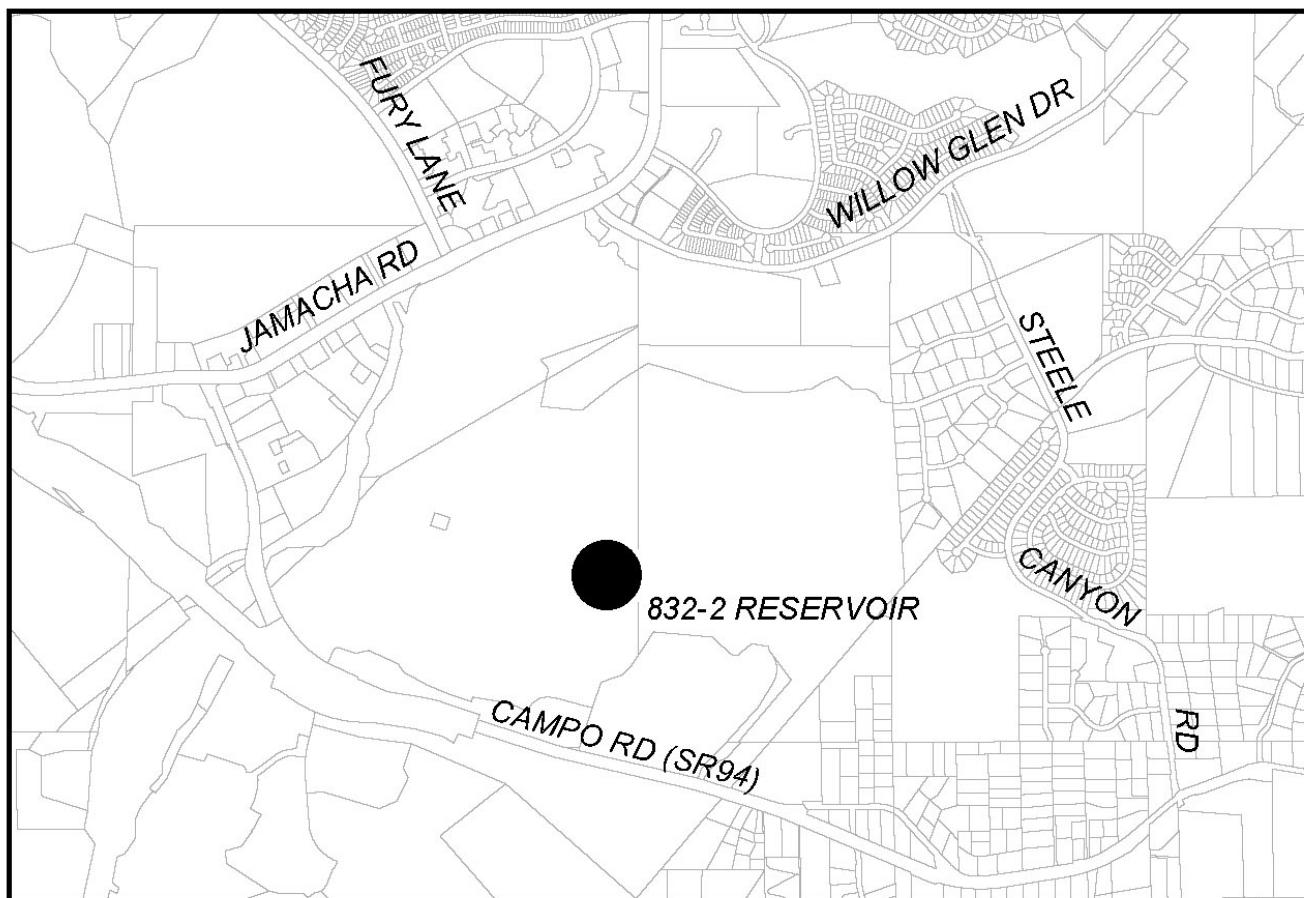 FURY LANE
WILLOW GLEN DR
JAMACHA RD
STEELE
CANYON
832-2 RESERVOIR
RD
CAMPO RD (SR94)